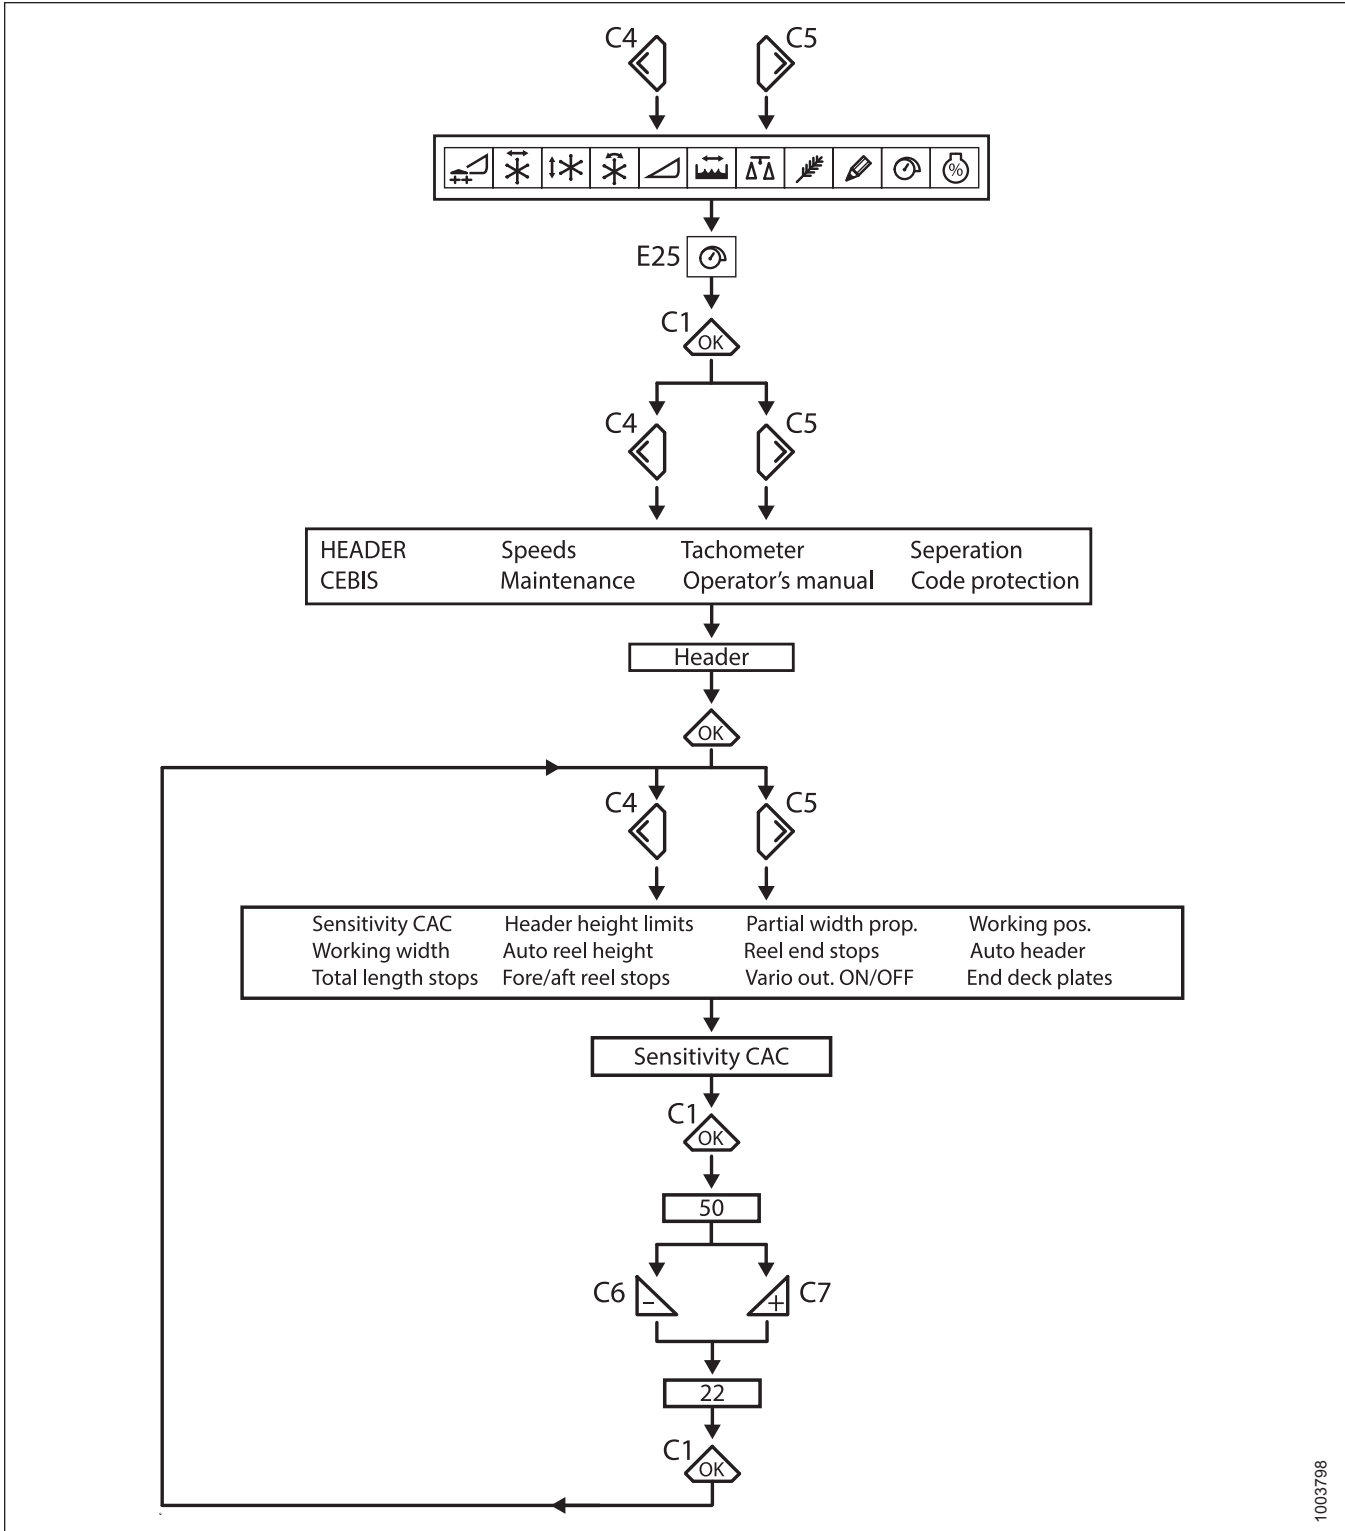 C4 C5
%
E25
C1
OK
C4 C5
HEADER Speeds Tachometer Seperation
CEBIS Maintenance Operator's manual Code protection
Header
OK
C4 C5
Sensitivity CAC Header height limits Partial width prop. Working pos.
Working width Auto reel height Reel end stops Auto header
Total length stops Fore/aft reel stops Vario out. ON/OFF End deck plates
Sensitivity CAC
C1
OK
50
C6 - + C7
22
C1
OK
1003798